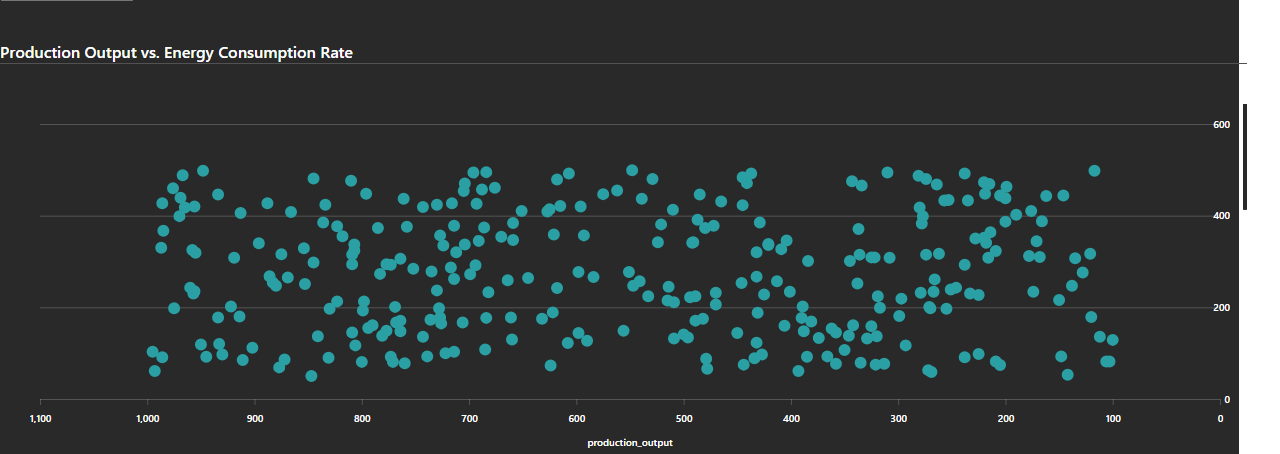 Production Output vs. Energy Consumption Rate
600
400
200
0
1,100 1,000 900 800 700 600 500 400 300 200 100 0
production_output